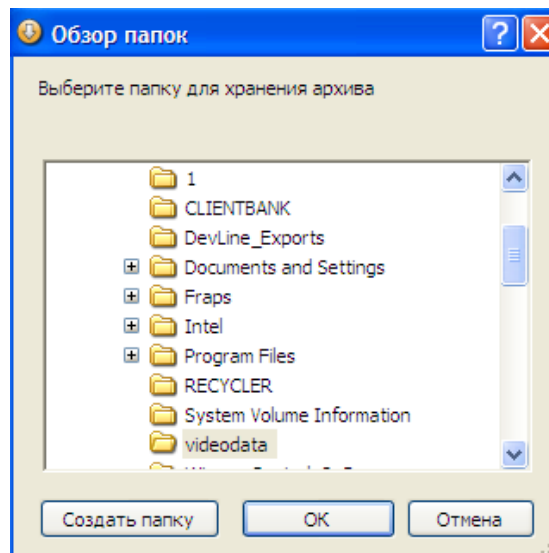 Обзор папок
Выберите папку для хранения архива
1
CLIENTBANK
DevLine_Exports
Documents and Settings
Fraps
Intel
Program Files
RECYCLER
System Volume Information
videodata
Создать папку OK Отмена